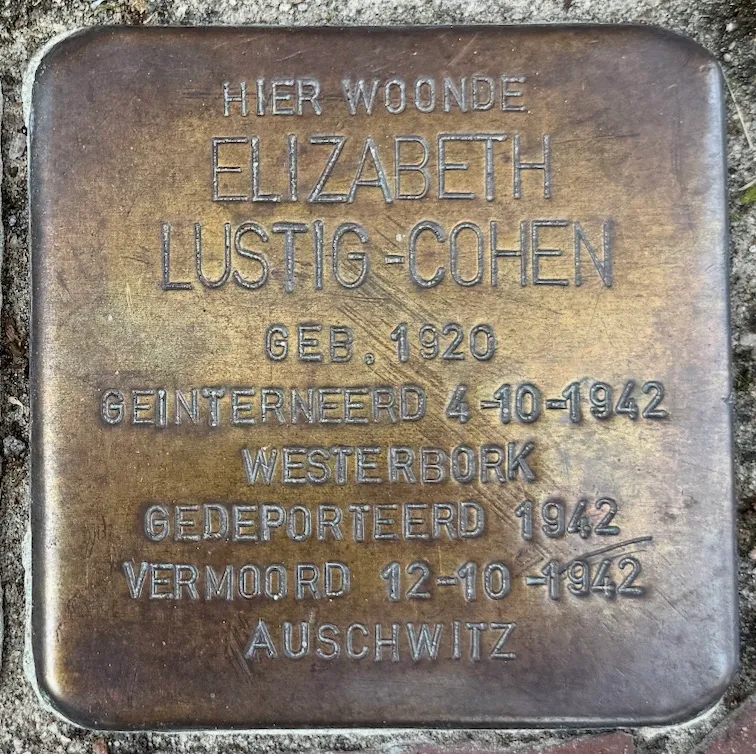 HIER WOONDE
ELIZABETH
LUSTIG-COHEN
GEB. 1920
GEINTERNEERD 4-10-1942
WESTERBORK
GEDEPORTEERD 1942
VERMOORD 12-10-1942
AUSCHWITZ